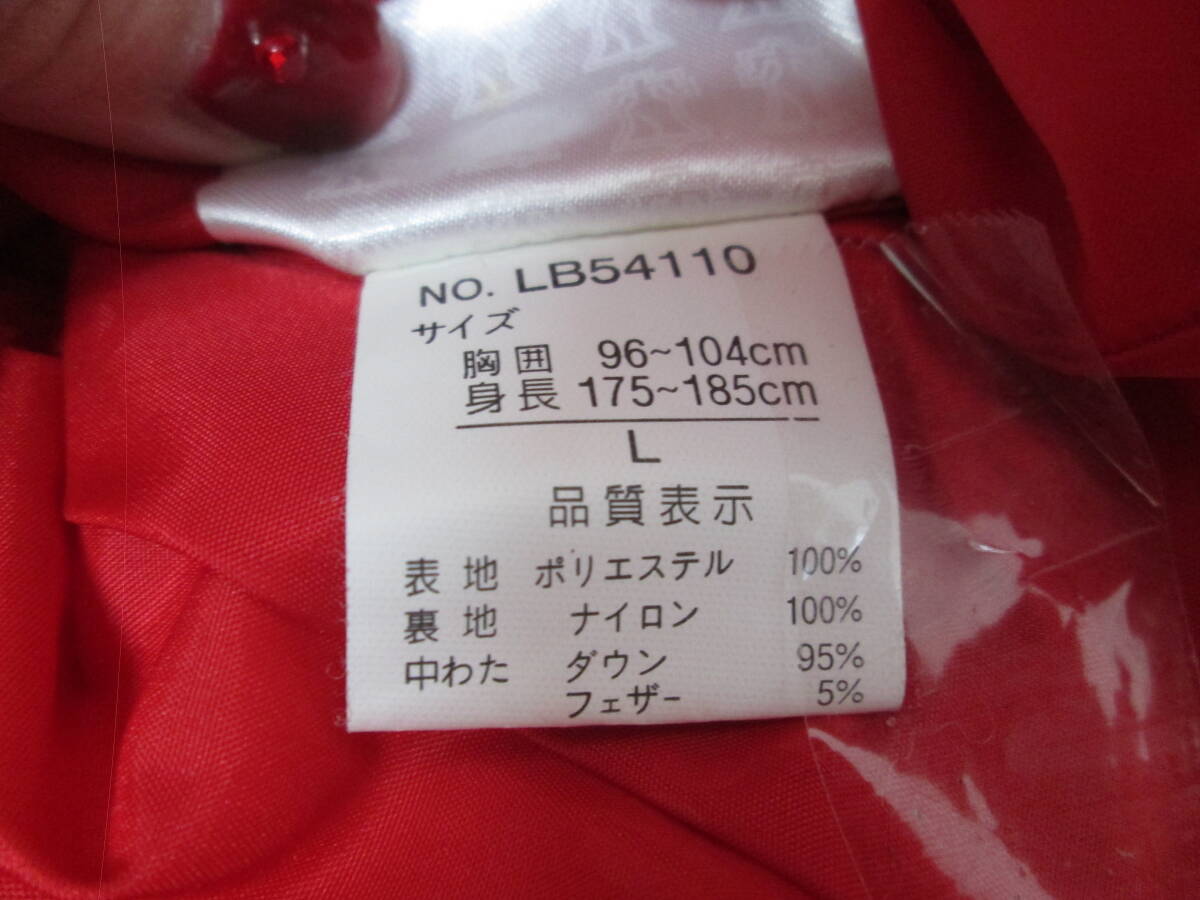 NO. LB54110
サイズ
胸囲 96~104cm
身長 175~185cm
L
品質表示
表地 ポリエステル 100%
裏地 ナイロン 100%
中わた ダウン 95%
フェザー 5%